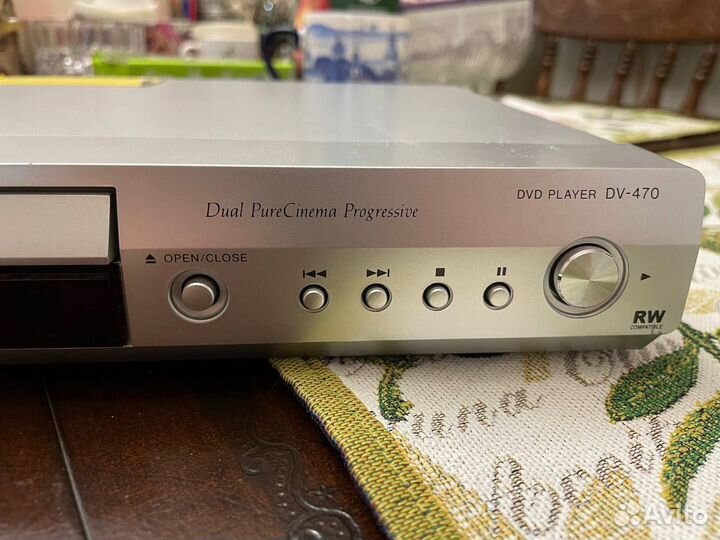 DVD PLAYER DV-470
Dual PureCinema Progressive
OPEN/CLOSE
RW
COMPATIBLE
Avito